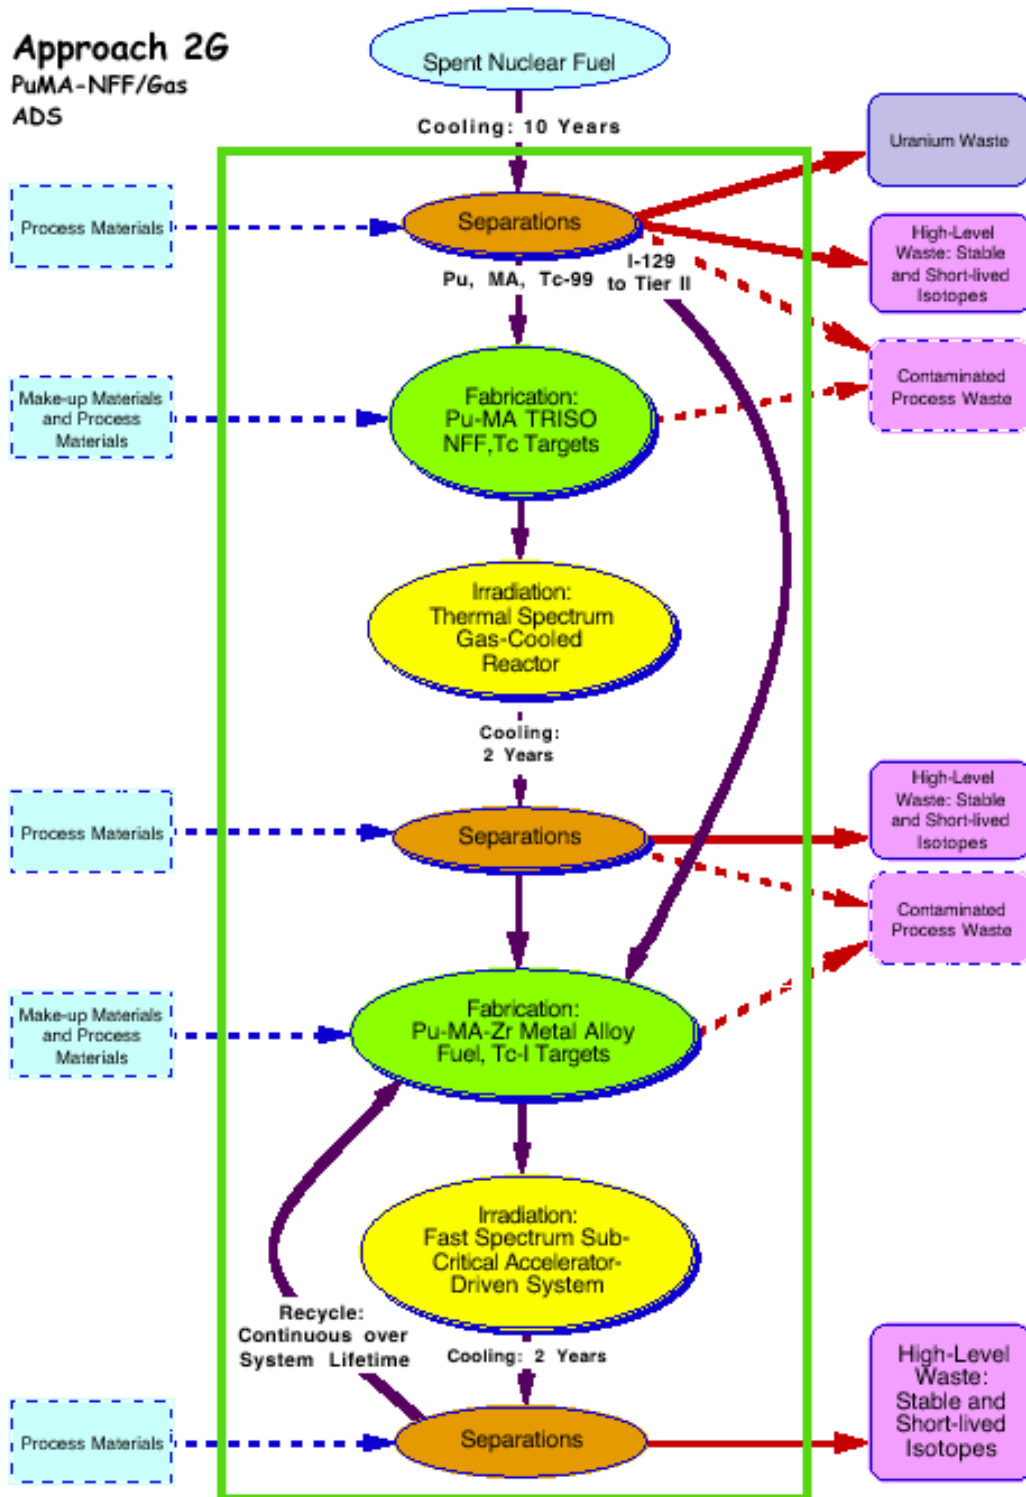 Approach 2G
PuMA-NFF/Gas
ADS
Spent Nuclear Fuel
Cooling: 10 Years
Uranium Waste
Process Materials
Separations
High-Level
Waste: Stable
and Short-lived
Isotopes
Pu, MA, Tc-99
I-129
to Tier II
Contaminated
Process Waste
Make-up Materials
and Process
Materials
Fabrication:
Pu-MA TRISO
NFF,Tc Targets
Irradiation:
Thermal Spectrum
Gas-Cooled
Reactor
Cooling:
2 Years
Process Materials
Separations
High-Level
Waste: Stable
and Short-lived
Isotopes
Contaminated
Process Waste
Make-up Materials
and Process
Materials
Fabrication:
Pu-MA-Zr Metal Alloy
Fuel, Tc-I Targets
Irradiation:
Fast Spectrum Sub-
Critical Accelerator-
Driven System
Recycle:
Continuous over
System Lifetime
Cooling: 2 Years
Process Materials
Separations
High-Level
Waste:
Stable and
Short-lived
Isotopes